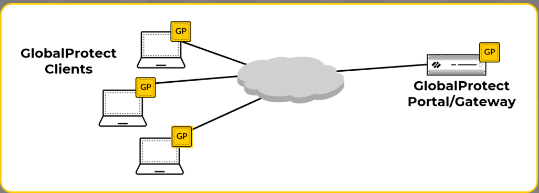 GP
GP
GlobalProtect
Clients
GP
GlobalProtect
Portal/Gateway
GP